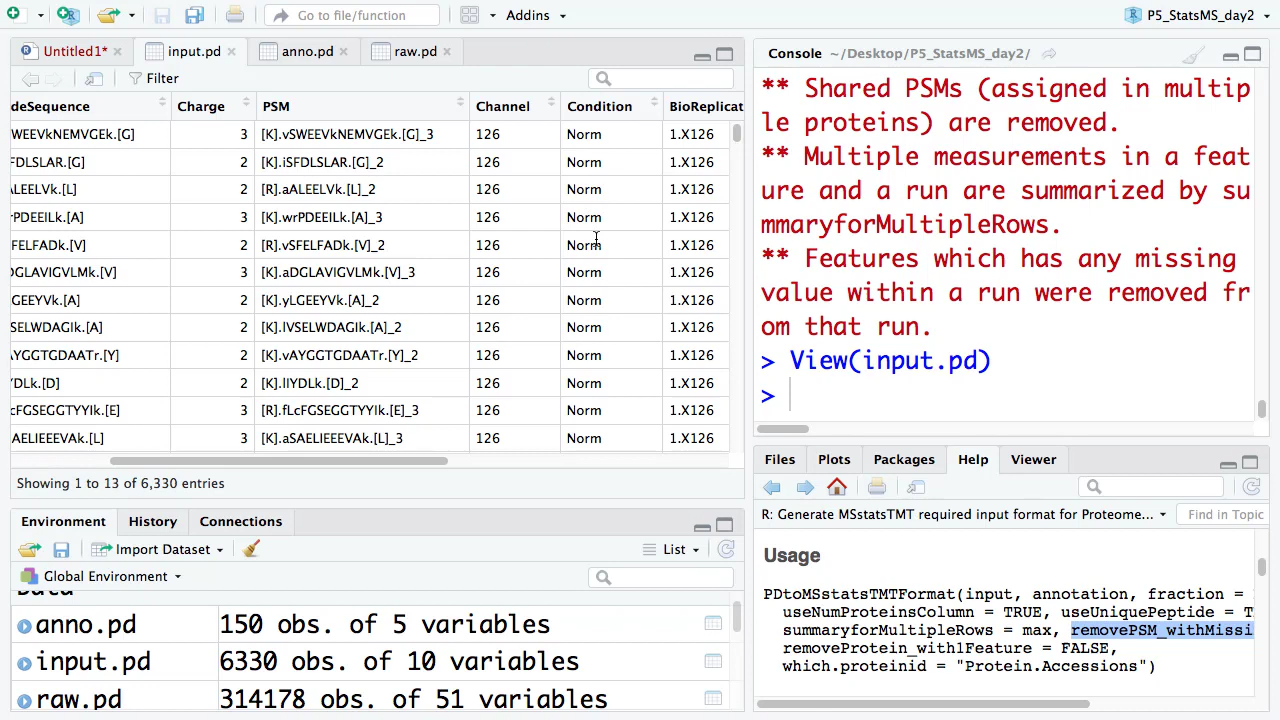 Go to file/function
Addins
P5_StatsMS_day2
Untitled1*
input.pd
anno.pd
raw.pd
Filter
deSequence Charge PSM Channel Condition BioReplicat
WEEVkNEMVGEk.[G] 3 [K].vSWEEVkNEMVGEk.[G]_3 126 Norm 1.X126
FDLSLAR.[G] 2 [K].iSFDLSLAR.[G]_2 126 Norm 1.X126
ALEELVk.[L] 2 [R].aALEELVk.[L]_2 126 Norm 1.X126
rPDEEILk.[A] 3 [K].wrPDEEILk.[A]_3 126 Norm 1.X126
FELFADk.[V] 2 [R].vSFELFADk.[V]_2 126 Norm 1.X126
DGLAVIGVLMk.[V] 3 [K].aDGLAVIGVLMk.[V]_3 126 Norm 1.X126
GEEYVk.[A] 2 [K].yLGEEYVk.[A]_2 126 Norm 1.X126
SELWDAGIk.[A] 2 [K].lVSELWDAGIk.[A]_2 126 Norm 1.X126
AYGGTGDAATr.[Y] 2 [K].vAYGGTGDAATr.[Y]_2 126 Norm 1.X126
YDLk.[D] 2 [K].lIYDLk.[D]_2 126 Norm 1.X126
LcFGSEGGTYYIk.[E] 3 [R].fLcFGSEGGTYYIk.[E]_3 126 Norm 1.X126
SAELIEEEVAk.[L] 3 [K].aSAELIEEEVAk.[L]_3 126 Norm 1.X126
Showing 1 to 13 of 6,330 entries
Environment History Connections
Import Dataset
List
Global Environment
Data
anno.pd 150 obs. of 5 variables
input.pd 6330 obs. of 10 variables
raw.pd 314178 obs. of 51 variables
Console ~/Desktop/P5_StatsMS_day2/
** Shared PSMs (assigned in multip
le proteins) are removed.
** Multiple measurements in a feat
ure and a run are summarized by su
mmaryforMultipleRows.
** Features which has any missing
value within a run were removed fr
om that run.
> View(input.pd)
>
Files Plots Packages Help Viewer
R: Generate MSstatsTMT required input format for Proteome...
Find in Topic
Usage
PDtoMSstatsTMTFormat(input, annotation, fraction =
useNumProteinsColumn = TRUE, useUniquePeptide = T
summaryforMultipleRows = max, removePSM_withMissi
removeProtein_with1Feature = FALSE,
which.proteinid = "Protein.Accessions")